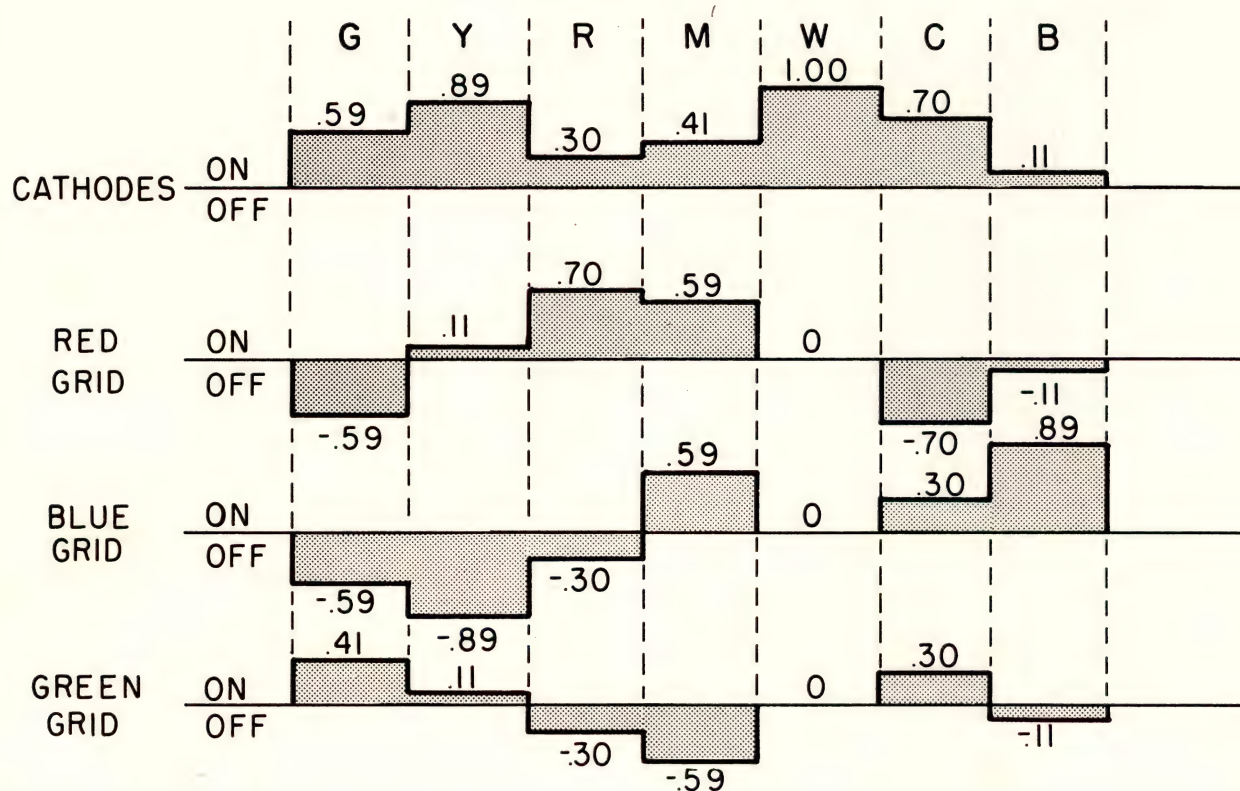 G Y R M W C B
.59 .89 .30 .41 1.00 .70 .11
CATHODES ON
OFF
.70 .59
.11
RED GRID ON 0
OFF
-.59 -.70 -.11
.59 .30 .89
BLUE GRID ON 0
OFF
-.59 -.89 -.30
.41 .11 .30
GREEN GRID ON 0
OFF
-.30 -.59 -.11